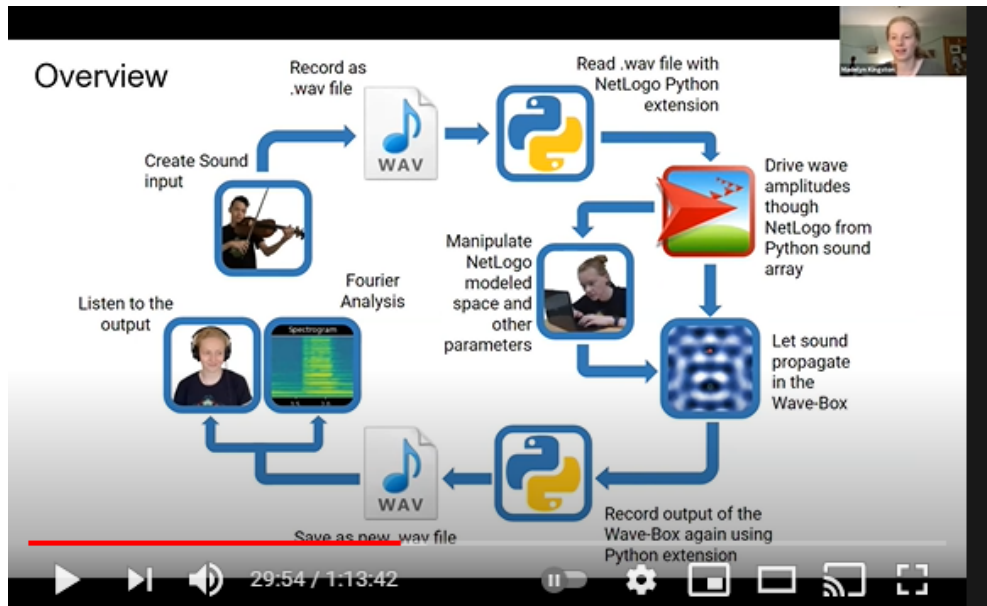 Overview
Record as
.wav file
Read .wav file with
NetLogo Python
extension
Madelyn Kingston
WAV
Create Sound
input
Drive wave
amplitudes
though
NetLogo from
Python sound
array
Manipulate
NetLogo
modeled
space and
other
parameters
Fourier
Analysis
Listen to the
output
Spectrogram
Let sound
propagate
in the
Wave-Box
WAV
Save as new .wav file
Record output of the
Wave-Box again using
Python extension
29:54 / 1:13:42